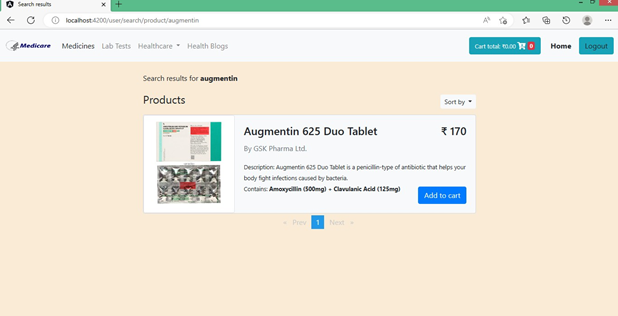 Search results
localhost:4200/user/search/product/augmentin
Medicare Medicines Lab Tests Healthcare Health Blogs Cart total: ₹0.00 0 Home Logout
Search results for augmentin
Products
Sort by
Augmentin 625 Duo Tablet ₹ 170
By GSK Pharma Ltd.
Description: Augmentin 625 Duo Tablet is a penicillin-type of antibiotic that helps your
body fight infections caused by bacteria.
Contains: Amoxycillin (500mg) + Clavulanic Acid (125mg)
Add to cart
« Prev 1 Next »